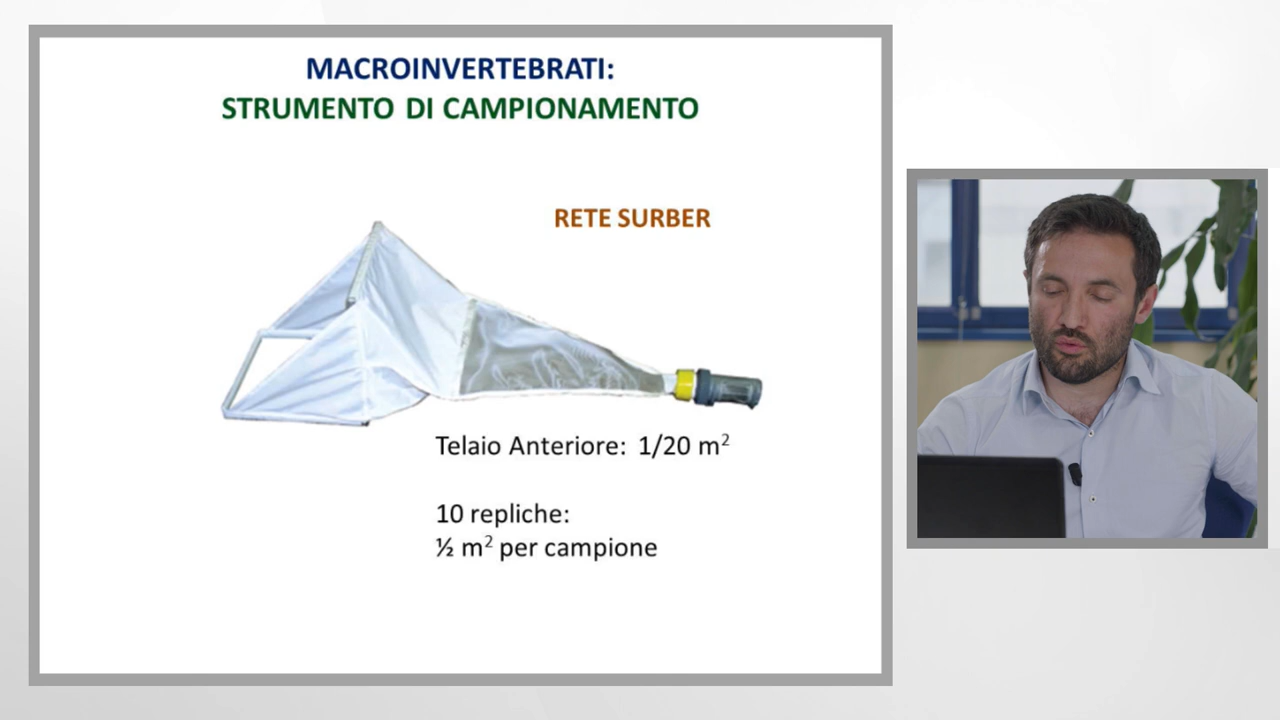 MACROINVERTEBRATI:
STRUMENTO DI CAMPIONAMENTO
RETE SURBER
Telaio Anteriore: 1/20 m²
10 repliche:
½ m² per campione